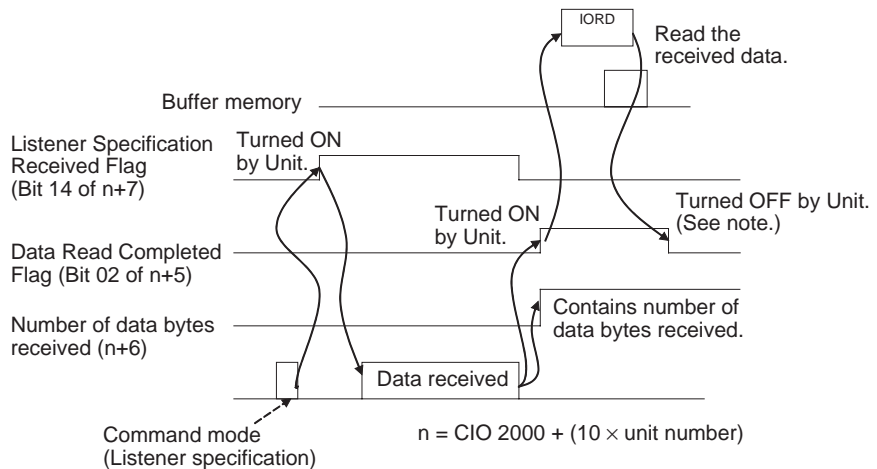 IORD
Read the
received data.
Buffer memory
Listener Specification
Received Flag
(Bit 14 of n+7)
Turned ON
by Unit.
Turned ON
by Unit.
Turned OFF by Unit.
(See note.)
Data Read Completed
Flag (Bit 02 of n+5)
Contains number of
data bytes received.
Number of data bytes
received (n+6)
Data received
Command mode
(Listener specification)
n = CIO 2000 + (10 × unit number)